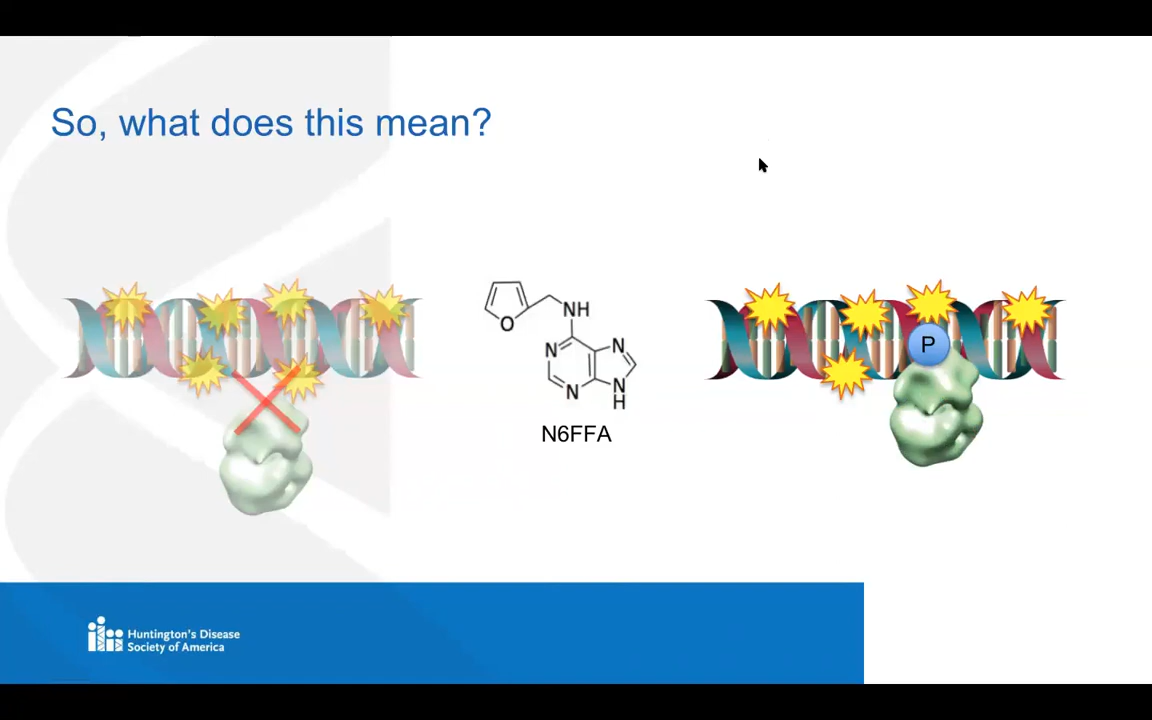 So, what does this mean?
O
NH
N
N
N
N
H
N6FFA
P
Huntington's Disease
Society of America